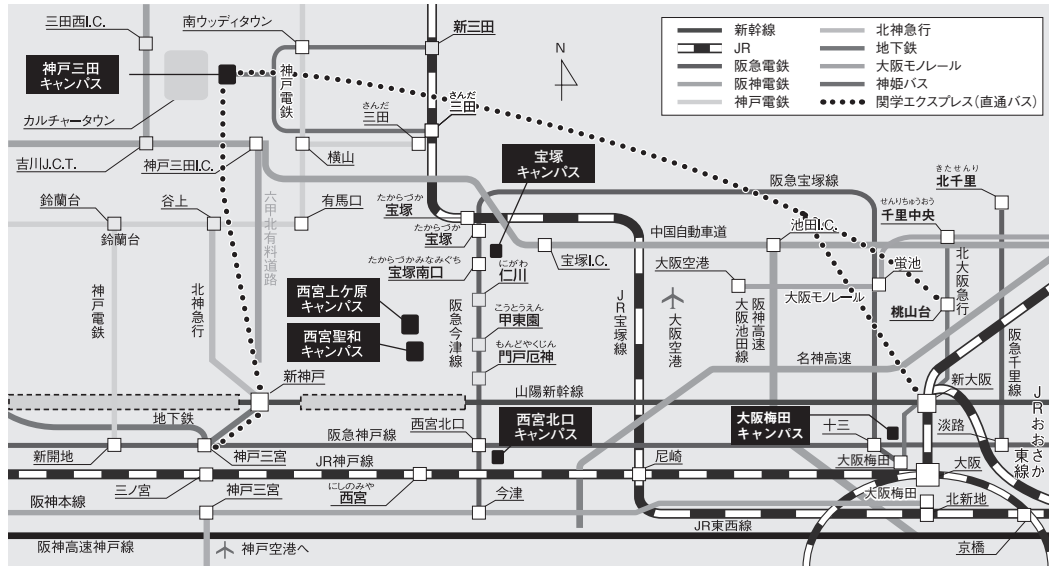 三田西I.C.
南ウッディタウン
新三田
神戸三田
キャンパス
神戸電鉄
カルチャータウン
さんだ
三田
さんだ
三田
N
新幹線
JR
阪急電鉄
阪神電鉄
神戸電鉄
北神急行
地下鉄
大阪モノレール
神姫バス
関学エクスプレス(直通バス)
吉川J.C.T.
神戸三田I.C.
横山
宝塚
キャンパス
阪急宝塚線
きたせんり
北千里
せんりちゅうおう
千里中央
鈴蘭台
谷上
六甲北有料道路
有馬口
たからづか
宝塚
たからづか
宝塚
池田I.C.
鈴蘭台
中国自動車道
たからづかみなみぐち
宝塚南口
にがわ
仁川
宝塚I.C.
大阪空港
蛍池
北大阪急行
神戸電鉄
北神急行
西宮上ケ原
キャンパス
阪急今津線
こうとうえん
甲東園
JR宝塚線
大阪空港
阪神高速
大阪池田線
大阪モノレール
桃山台
西宮聖和
キャンパス
もんどやくじん
門戸厄神
名神高速
阪急千里線
新神戸
山陽新幹線
新大阪
JRおおさか
東線
地下鉄
阪急神戸線
西宮北口
西宮北口
キャンパス
大阪梅田
キャンパス
十三
淡路
新開地
神戸三宮
JR神戸線
尼崎
大阪梅田
大阪
三ノ宮
神戸三宮
にしのみや
西宮
今津
大阪梅田
北新地
阪神本線
JR東西線
京橋
阪神高速神戸線
神戸空港へ